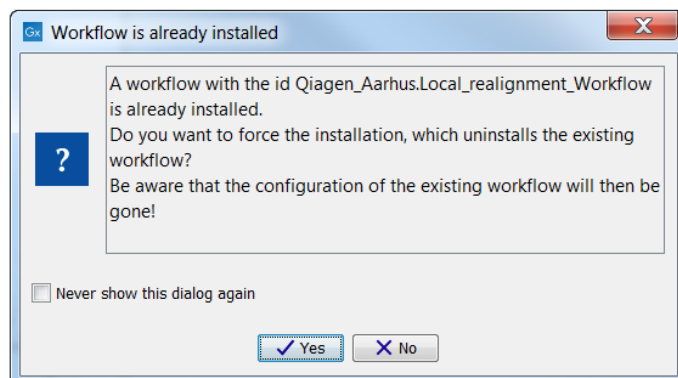 Gx Workflow is already installed
A workflow with the id Qiagen_Aarhus.Local_realignment_Workflow
is already installed.
Do you want to force the installation, which uninstalls the existing
workflow?
Be aware that the configuration of the existing workflow will then be
gone!
?
Never show this dialog again
Yes No